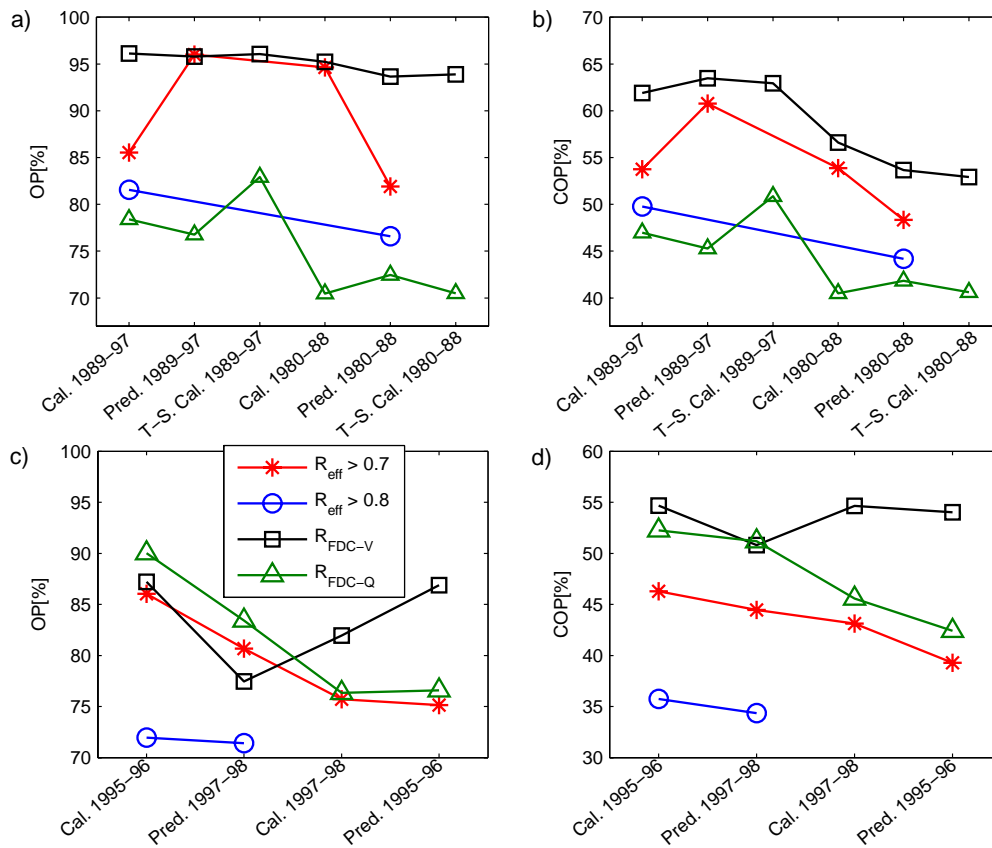 a)
100
95
90
85
80
75
70
OP[%]
Cal. 1989−97
Pred. 1989−97
T−S. Cal. 1989−97
Cal. 1980−88
Pred. 1980−88
T−S. Cal. 1980−88
b)
70
65
60
55
50
45
40
COP[%]
Cal. 1989−97
Pred. 1989−97
T−S. Cal. 1989−97
Cal. 1980−88
Pred. 1980−88
T−S. Cal. 1980−88
c)
100
95
90
85
80
75
70
OP[%]
R_eff > 0.7
R_eff > 0.8
R_FDC−V
R_FDC−Q
Cal. 1995−96
Pred. 1997−98
Cal. 1997−98
Pred. 1995−96
d)
60
55
50
45
40
35
30
COP[%]
Cal. 1995−96
Pred. 1997−98
Cal. 1997−98
Pred. 1995−96